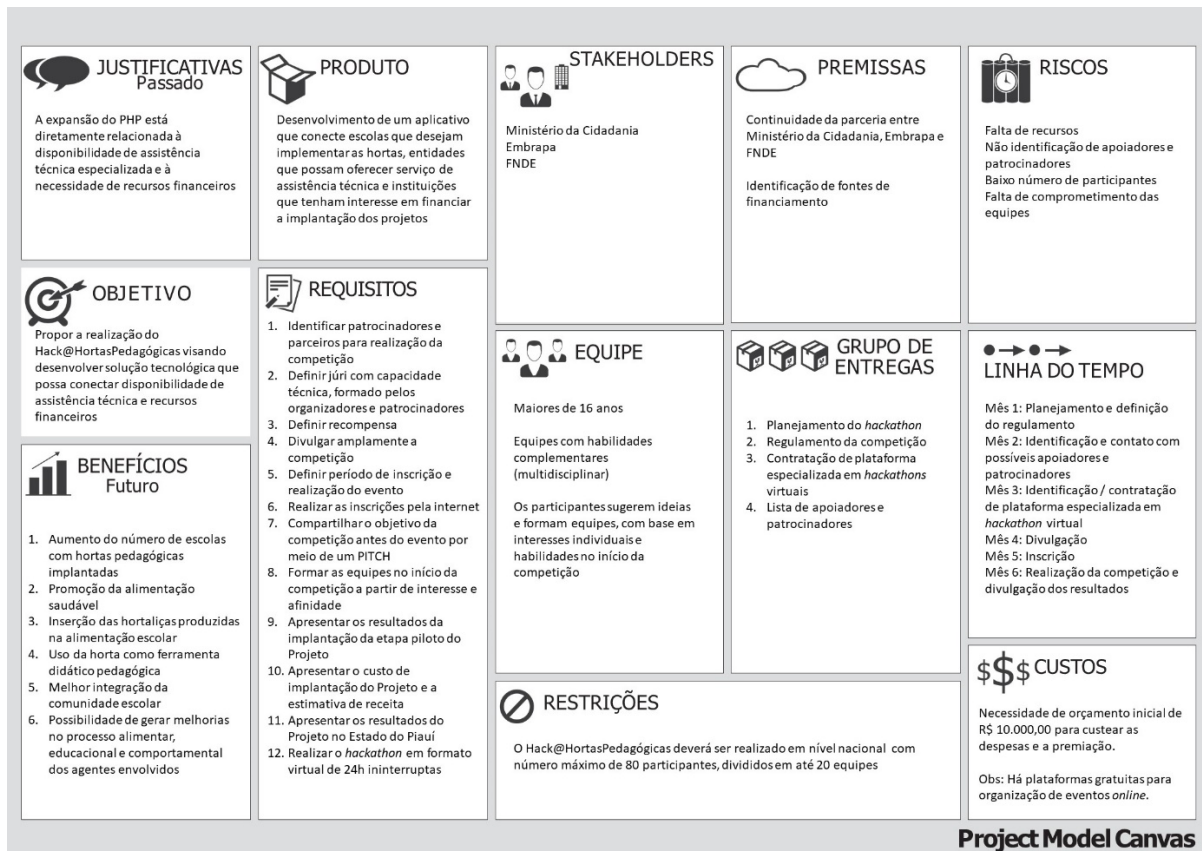 JUSTIFICATIVAS
Passado
A expansão do PHP está
diretamente relacionada à
disponibilidade de assistência
técnica especializada e à
necessidade de recursos financeiros
PRODUTO
Desenvolvimento de um aplicativo
que conecte escolas que desejam
implementar as hortas, entidades
que possam oferecer serviço de
assistência técnica e instituições
que tenham interesse em financiar
a implantação dos projetos
STAKEHOLDERS
Ministério da Cidadania
Embrapa
FNDE
PREMISSAS
Continuidade da parceria entre
Ministério da Cidadania, Embrapa e
FNDE
Identificação de fontes de
financiamento
RISCOS
Falta de recursos
Não identificação de apoiadores e
patrocinadores
Baixo número de participantes
Falta de comprometimento das
equipes
OBJETIVO
Propor a realização do
Hack@HortasPedagógicas visando
desenvolver solução tecnológica que
possa conectar disponibilidade de
assistência técnica e recursos
financeiros
BENEFÍCIOS
Futuro
1. Aumento do número de escolas
com hortas pedagógicas
implantadas
2. Promoção da alimentação
saudável
3. Inserção das hortaliças produzidas
na alimentação escolar
4. Uso da horta como ferramenta
didático pedagógica
5. Melhor integração da
comunidade escolar
6. Possibilidade de gerar melhorias
no processo alimentar,
educacional e comportamental
dos agentes envolvidos
REQUISITOS
1. Identificar patrocinadores e
parceiros para realização da
competição
2. Definir júri com capacidade
técnica, formado pelos
organizadores e patrocinadores
3. Definir recompensa
4. Divulgar amplamente a
competição
5. Definir período de inscrição e
realização do evento
6. Realizar as inscrições pela internet
7. Compartilhar o objetivo da
competição antes do evento por
meio de um PITCH
8. Formar as equipes no início da
competição a partir de interesse e
afinidade
9. Apresentar os resultados da
implantação da etapa piloto do
Projeto
10. Apresentar o custo de
implantação do Projeto e a
estimativa de receita
11. Apresentar os resultados do
Projeto no Estado do Piauí
12. Realizar o hackathon em formato
virtual de 24h ininterruptas
EQUIPE
Maiores de 16 anos
Equipes com habilidades
complementares
(multidisciplinar)
Os participantes sugerem ideias
e formam equipes, com base em
interesses individuais e
habilidades no início da
competição
GRUPO DE
ENTREGAS
1. Planejamento do hackathon
2. Regulamento da competição
3. Contratação de plataforma
especializada em hackathons
virtuais
4. Lista de apoiadores e
patrocinadores
LINHA DO TEMPO
Mês 1: Planejamento e definição
do regulamento
Mês 2: Identificação e contato com
possíveis apoiadores e
patrocinadores
Mês 3: Identificação / contratação
de plataforma especializada em
hackathon virtual
Mês 4: Divulgação
Mês 5: Inscrição
Mês 6: Realização da competição e
divulgação dos resultados
RESTRIÇÕES
O Hack@HortasPedagógicas deverá ser realizado em nível nacional com
número máximo de 80 participantes, divididos em até 20 equipes
$$$ CUSTOS
Necessidade de orçamento inicial de
R$ 10.000,00 para custear as
despesas e a premiação.
Obs: Há plataformas gratuitas para
organização de eventos online.
Project Model Canvas